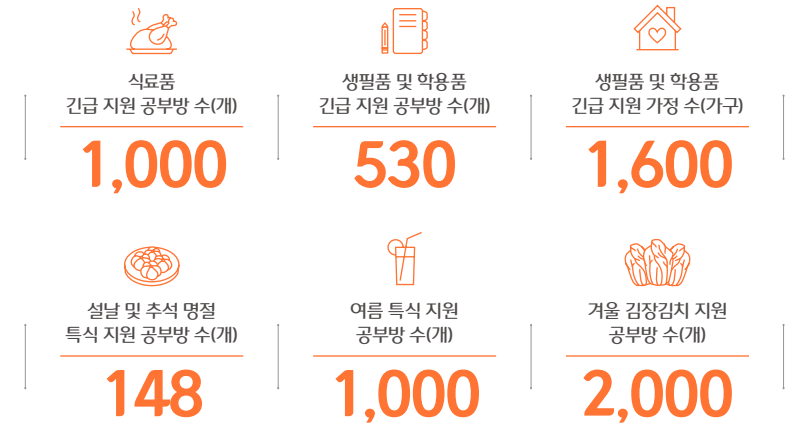 식료품
긴급 지원 공부방 수(개)
1,000
생필품 및 학용품
긴급 지원 공부방 수(개)
530
생필품 및 학용품
긴급 지원 가정 수(가구)
1,600
설날 및 추석 명절
특식 지원 공부방 수(개)
148
여름 특식 지원
공부방 수(개)
1,000
겨울 김장김치 지원
공부방 수(개)
2,000